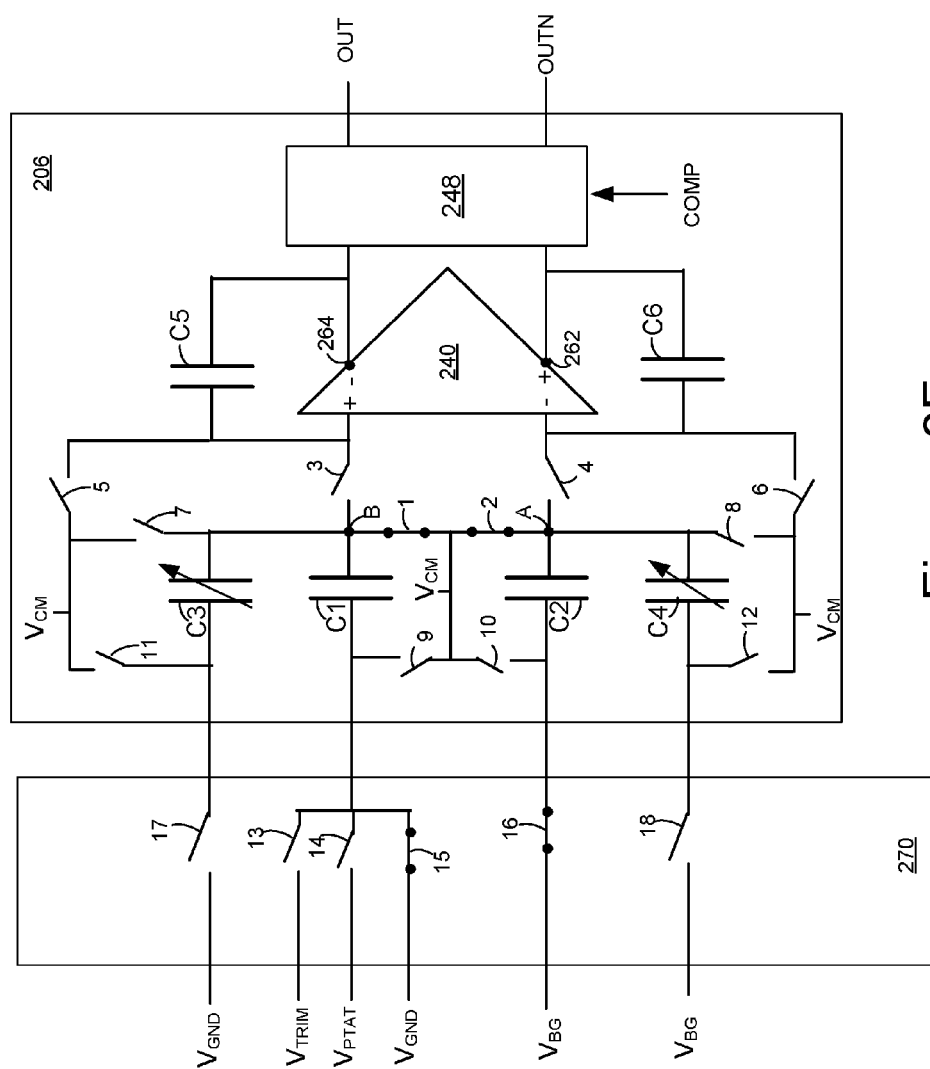 206
OUT
OUTN
248
COMP
C5
C6
264
262
240
+
-
-
+
3
4
5
6
7
8
B
1
2
A
VCM
VCM
VCM
C3
C1
C2
C4
9
10
11
12
17
13
14
15
16
18
270
VGND
VTRIM
VPTAT
VGND
VBG
VBG